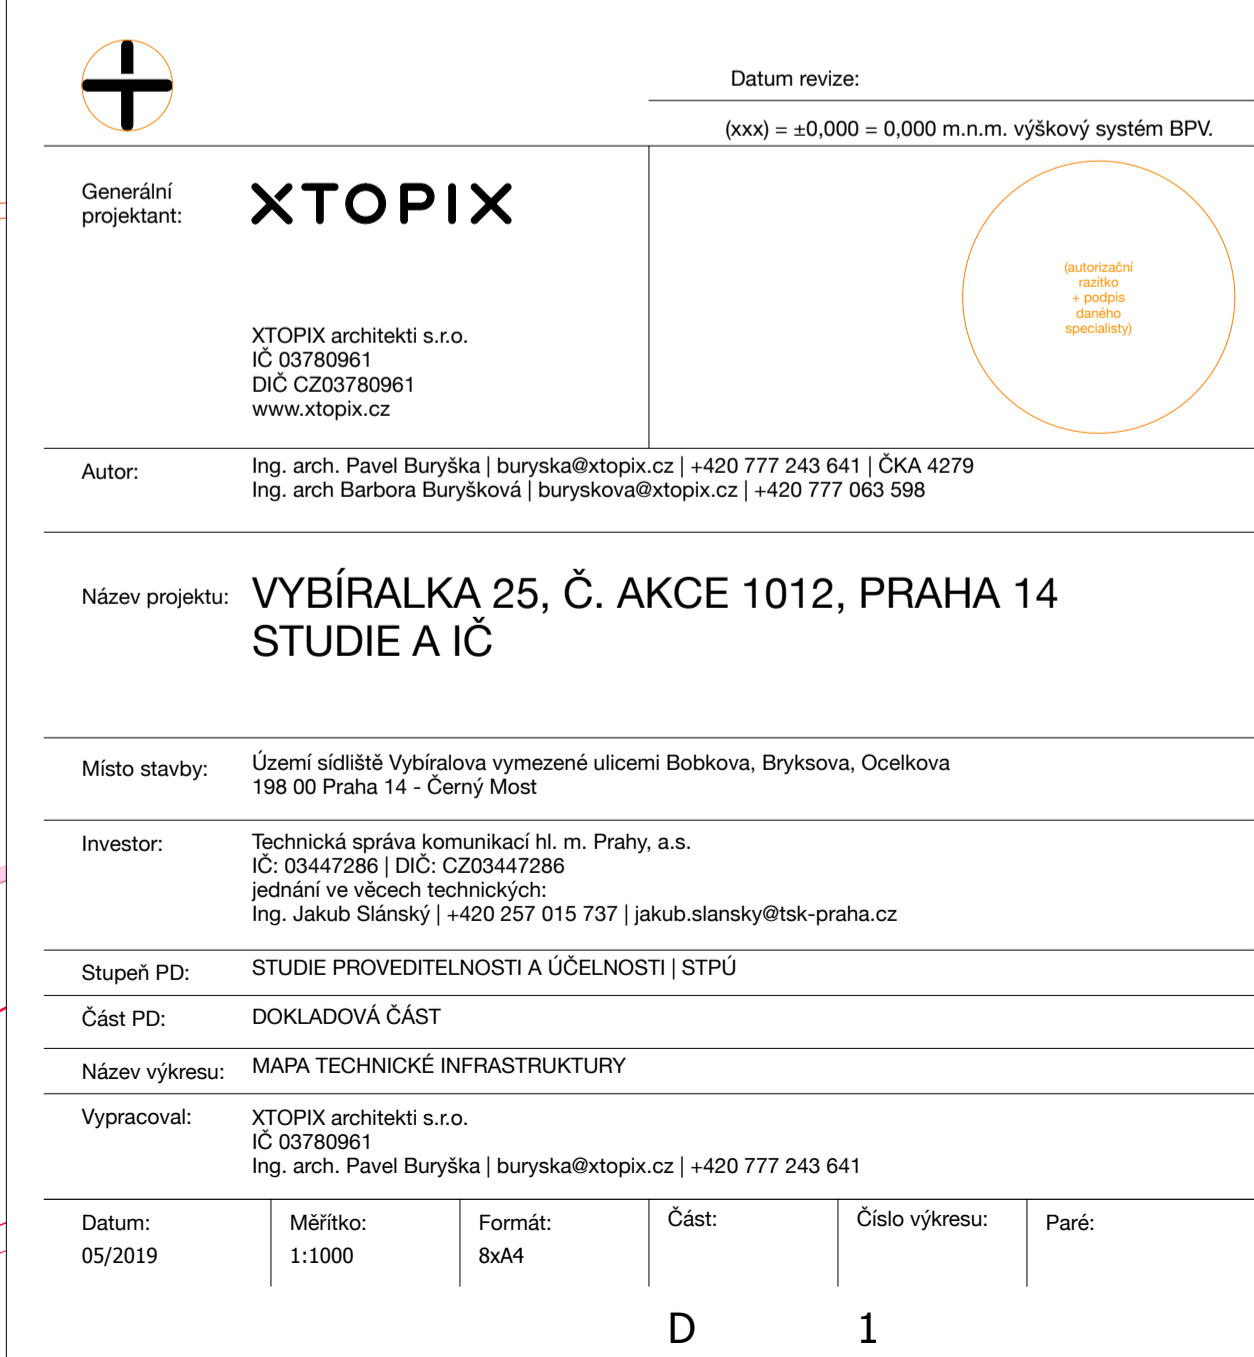 Datum revize:
(xxx) = ±0,000 = 0,000 m.n.m. výškový systém BPV.
Generální
projektant:
XTOPIX
(autorizační
razítko
+ podpis
daného
specialisty)
XTOPIX architekti s.r.o.
IČ 03780961
DIČ CZ03780961
www.xtopix.cz
Autor:
Ing. arch. Pavel Buryška | buryska@xtopix.cz | +420 777 243 641 | ČKA 4279
Ing. arch Barbora Buryšková | buryskova@xtopix.cz | +420 777 063 598
Název projektu:
VYBÍRALKA 25, Č. AKCE 1012, PRAHA 14
STUDIE A IČ
Místo stavby:
Území sídliště Vybíralova vymezené ulicemi Bobkova, Bryksova, Ocelkova
198 00 Praha 14 - Černý Most
Investor:
Technická správa komunikací hl. m. Prahy, a.s.
IČ: 03447286 | DIČ: CZ03447286
jednání ve věcech technických:
Ing. Jakub Slánský | +420 257 015 737 | jakub.slansky@tsk-praha.cz
Stupeň PD:
STUDIE PROVEDITELNOSTI A ÚČELNOSTI | STPÚ
Část PD:
DOKLADOVÁ ČÁST
Název výkresu:
MAPA TECHNICKÉ INFRASTRUKTURY
Vypracoval:
XTOPIX architekti s.r.o.
IČ 03780961
Ing. arch. Pavel Buryška | buryska@xtopix.cz | +420 777 243 641
Datum:
05/2019
Měřítko:
1:1000
Formát:
8xA4
Část:
D
Číslo výkresu:
1
Paré: